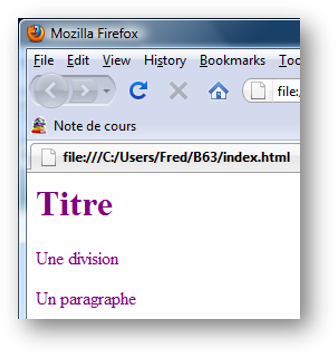 Mozilla Firefox
File Edit View History Bookmarks Too
file:
Note de cours
file:///C:/Users/Fred/B63/index.html
Titre
Une division
Un paragraphe